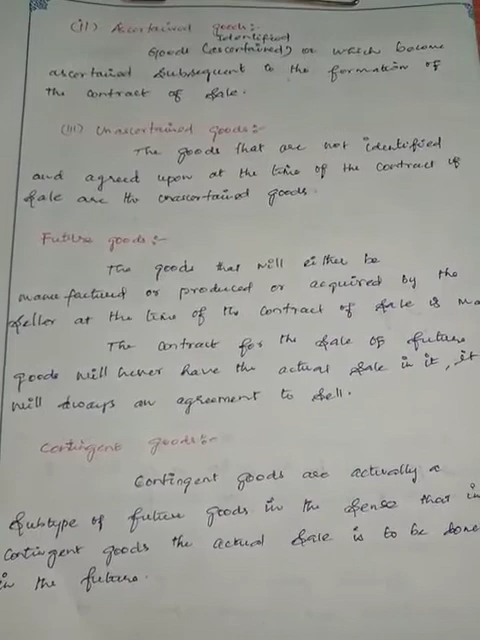 (ii) Ascertained goods:-
Identified
Goods (ascertained) or which become
ascertained subsequent to the formation of
the contract of sale.
(iii) Unascertained goods:-
The goods that are not identified
and agreed upon at the time of the contract of
sale are the unascertained goods.
Future goods:-
The goods that will either be
manufactured or produced or acquired by the
seller at the time of the contract of sale is ma
The contract for the sale of future
goods will never have the actual sale in it, it
will always an agreement to sell.
Contingent goods:-
Contingent goods are actually a
subtype of future goods in the sense that in
contingent goods the actual sale is to be done
in the future.